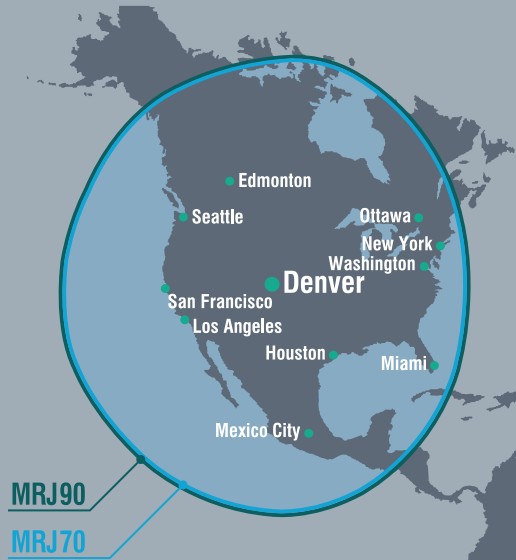 Edmonton
Seattle
Ottawa
New York
Washington
Denver
San Francisco
Los Angeles
Houston
Miami
Mexico City
MRJ90
MRJ70